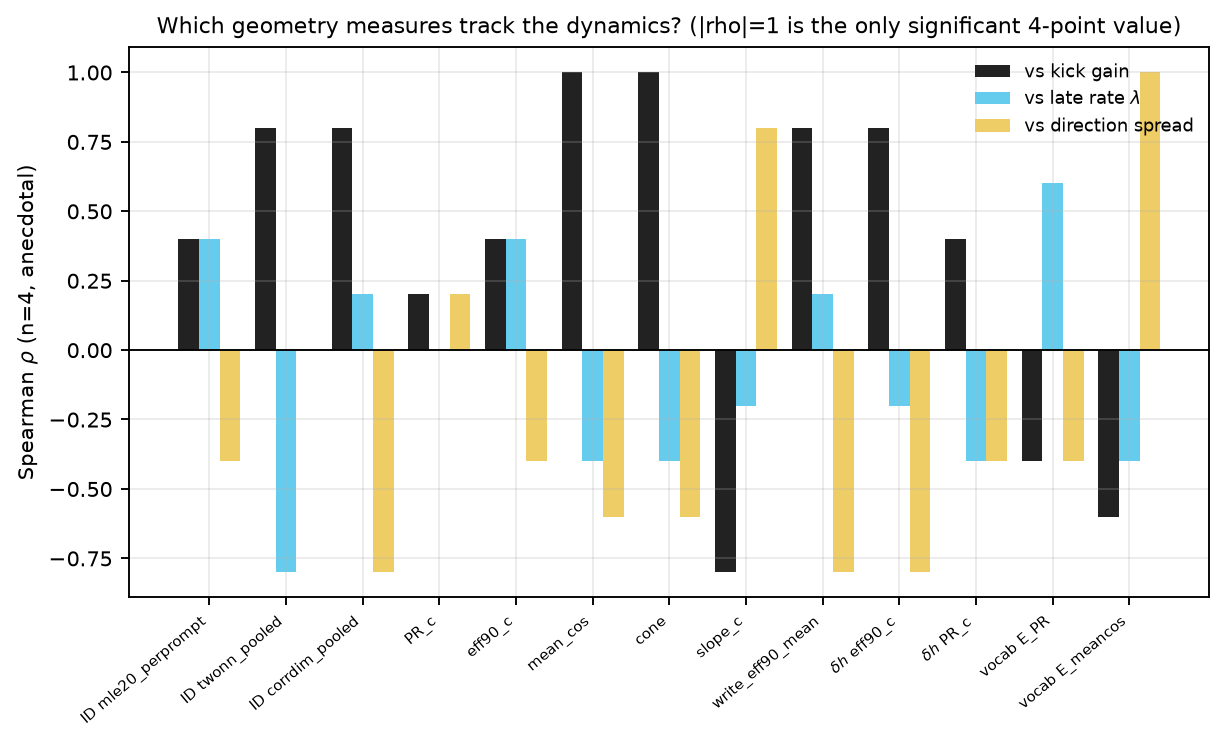 Which geometry measures track the dynamics? (|rho|=1 is the only significant 4-point value)
vs kick gain
vs late rate λ
vs direction spread
Spearman ρ (n=4, anecdotal)
1.00
0.75
0.50
0.25
0.00
−0.25
−0.50
−0.75
ID mle20_perprompt
ID twonn_pooled
ID corrdim_pooled
PR_c
eff90_c
mean_cos
cone
slope_c
write_eff90_mean
δh eff90_c
δh PR_c
vocab E_PR
vocab E_meancos